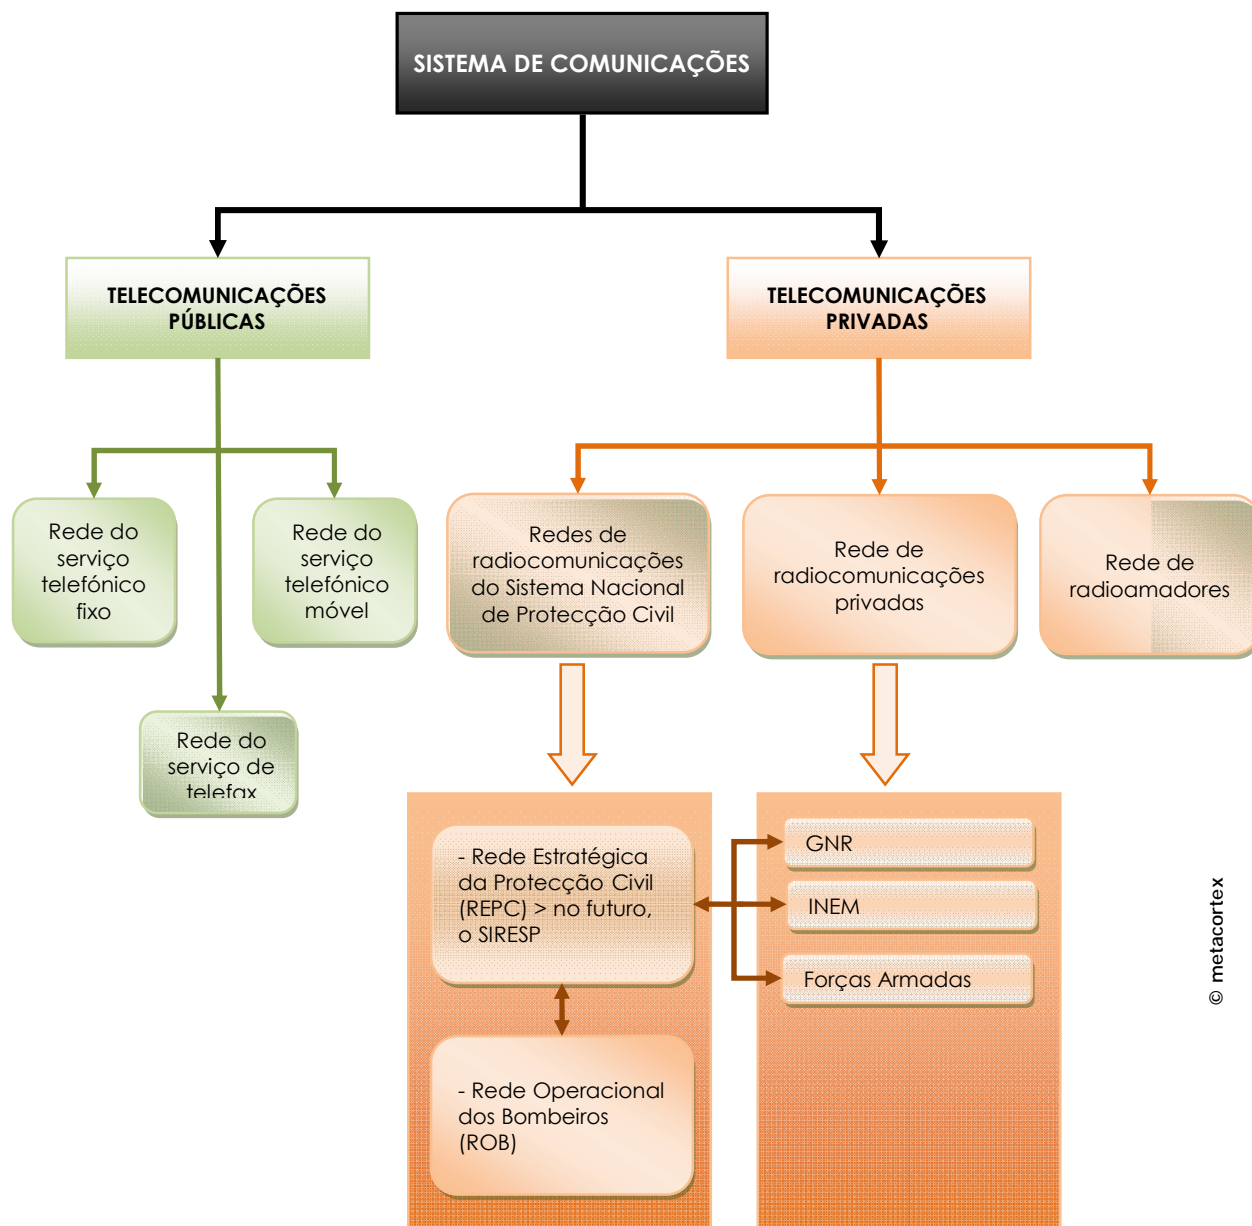 SISTEMA DE COMUNICAÇÕES
TELECOMUNICAÇÕES
PÚBLICAS
TELECOMUNICAÇÕES
PRIVADAS
Rede do
serviço
telefónico
fixo
Rede do
serviço
telefónico
móvel
Redes de
radiocomunicações
do Sistema Nacional
de Protecção Civil
Rede de
radiocomunicações
privadas
Rede de
radioamadores
Rede do
serviço de
telefax
- Rede Estratégica
da Protecção Civil
(REPC) > no futuro,
o SIRESP
GNR
INEM
Forças Armadas
- Rede Operacional
dos Bombeiros
(ROB)
© metacortex